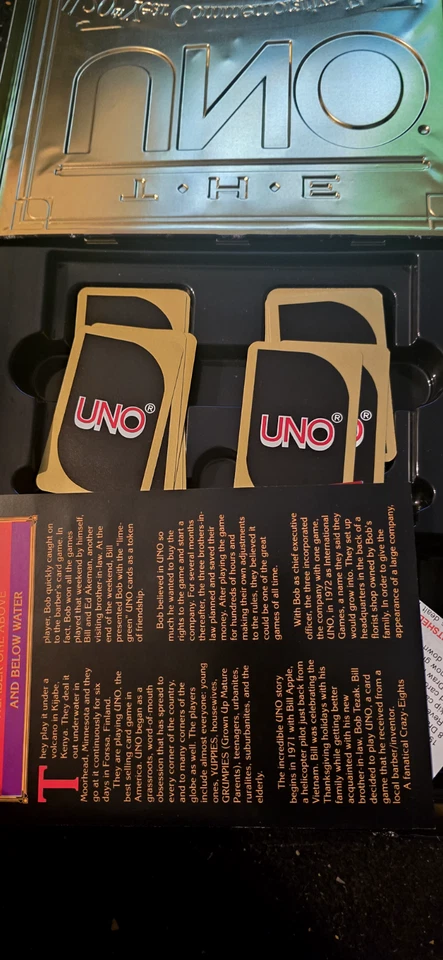 THE
UNO
UNO®
UNO®
®
ABOVE
AND BELOW WATER
They play it under a
volcano in Kijabe,
Kenya. They deal it
out underwater in
Moorhead, Minnesota and they
go at it continuously for six
days in Forssa, Finland.
They are playing UNO, the
best selling card game in
America. UNO began as a
grassroots, word-of-mouth
obsession that has spread to
every corner of the country,
and to many corners of the
globe as well. The players
include almost everyone: young
ones, YUPPIES, housewives,
GRUMPIES (Grown Up Mature
Parents), urbanites,
ruralites, suburbanites, and the
elderly.
The incredible UNO story
begins in 1971 with Bill Apple,
a helicopter pilot just back from
Vietnam. Bill was celebrating the
Thanksgiving holidays with his
family while getting better
acquainted with his new
brother-in-law, Bob Tezak. Bill
decided to play UNO, a card
game that he received from a
local barber/inventor.
A fanatical Crazy-Eights
player, Bob quickly caught on
to the barber's card game. In
fact, Bob won all the games
played that weekend by himself,
Bill and Ed Akeman, another
visiting brother-in-law. At the
end of the weekend, Bill
presented Bob with the "lime-
green" UNO cards as a token
of friendship.
Bob believed in UNO so
much that he wanted to buy the
rights to the game and start a
company. For several months
thereafter, the three brothers-in-
law planned and shared their
ideas. After playing the game
for hundreds of hours and
making their own adjustments
to the rules, they believed it
could be one of the great
games of all time.
With Bob as chief executive
officer, the three incorporated
the company with one game,
UNO, in 1972 as International
Games, a name they said they
would grow into. They set up
headquarters in the back of a
florist shop owned by Bob's
family. In order to give the
appearance of a large company,